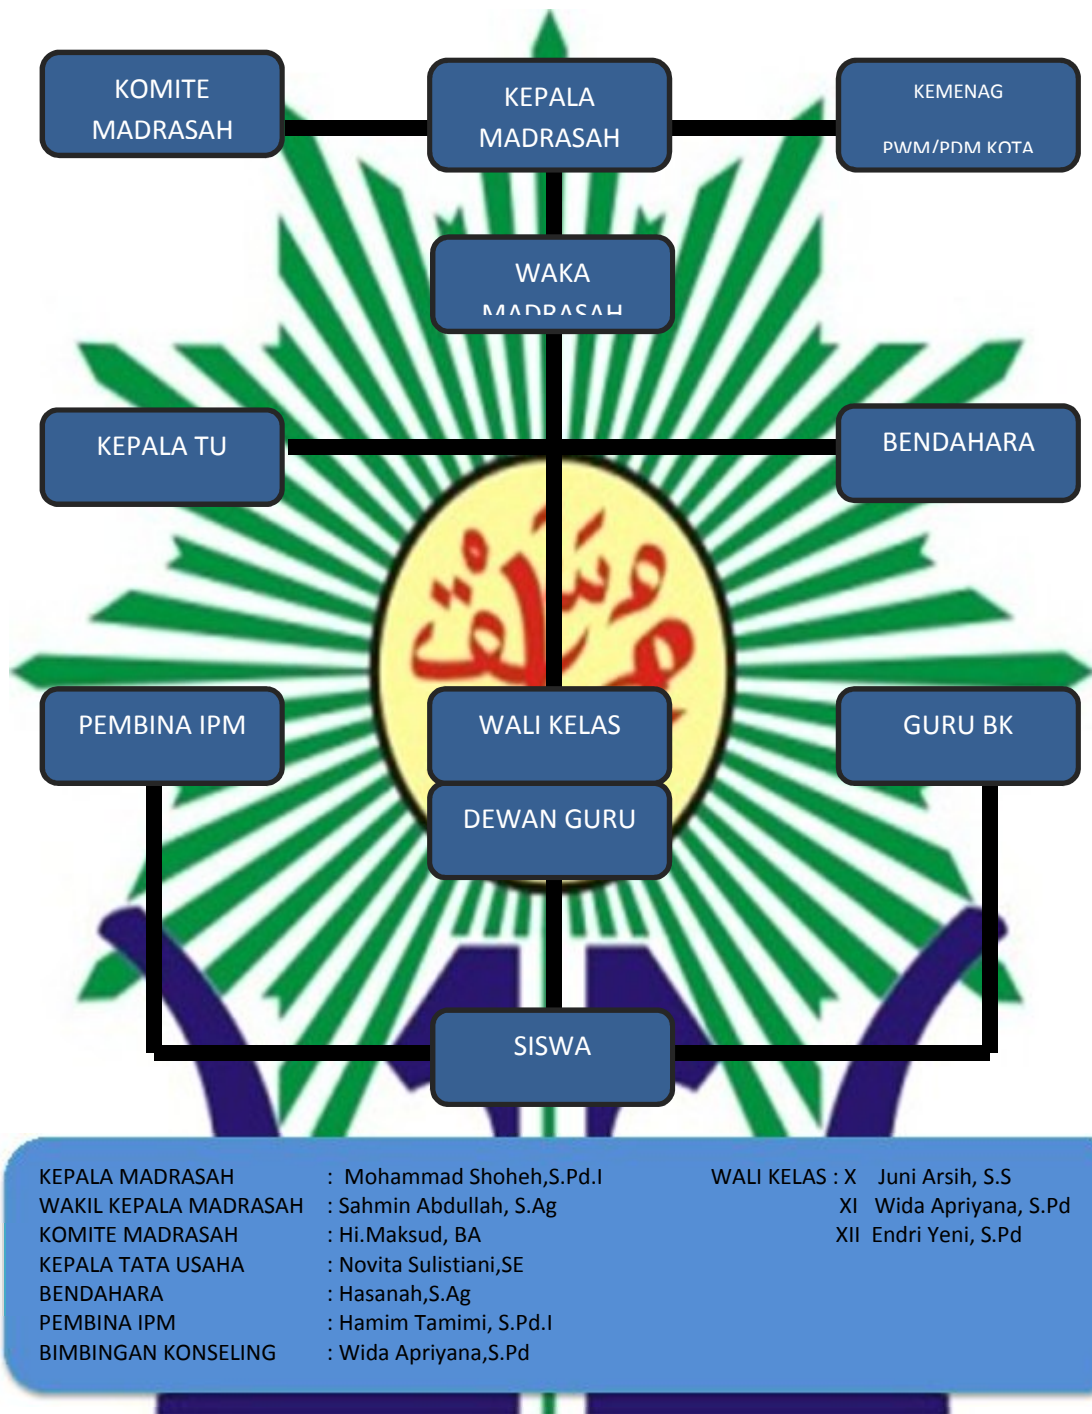 KOMITE
MADRASAH
KEPALA
MADRASAH
KEMENAG
PWM/PDM KOTA
WAKA
MADRASAH
KEPALA TU
BENDAHARA
PEMBINA IPM
WALI KELAS
GURU BK
DEWAN GURU
SISWA
KEPALA MADRASAH : Mohammad Shoheh,S.Pd.I
WAKIL KEPALA MADRASAH : Sahmin Abdullah, S.Ag
KOMITE MADRASAH : Hi.Maksud, BA
KEPALA TATA USAHA : Novita Sulistiani,SE
BENDAHARA : Hasanah,S.Ag
PEMBINA IPM : Hamim Tamimi, S.Pd.I
BIMBINGAN KONSELING : Wida Apriyana,S.Pd
WALI KELAS : X Juni Arsih, S.S
XI Wida Apriyana, S.Pd
XII Endri Yeni, S.Pd